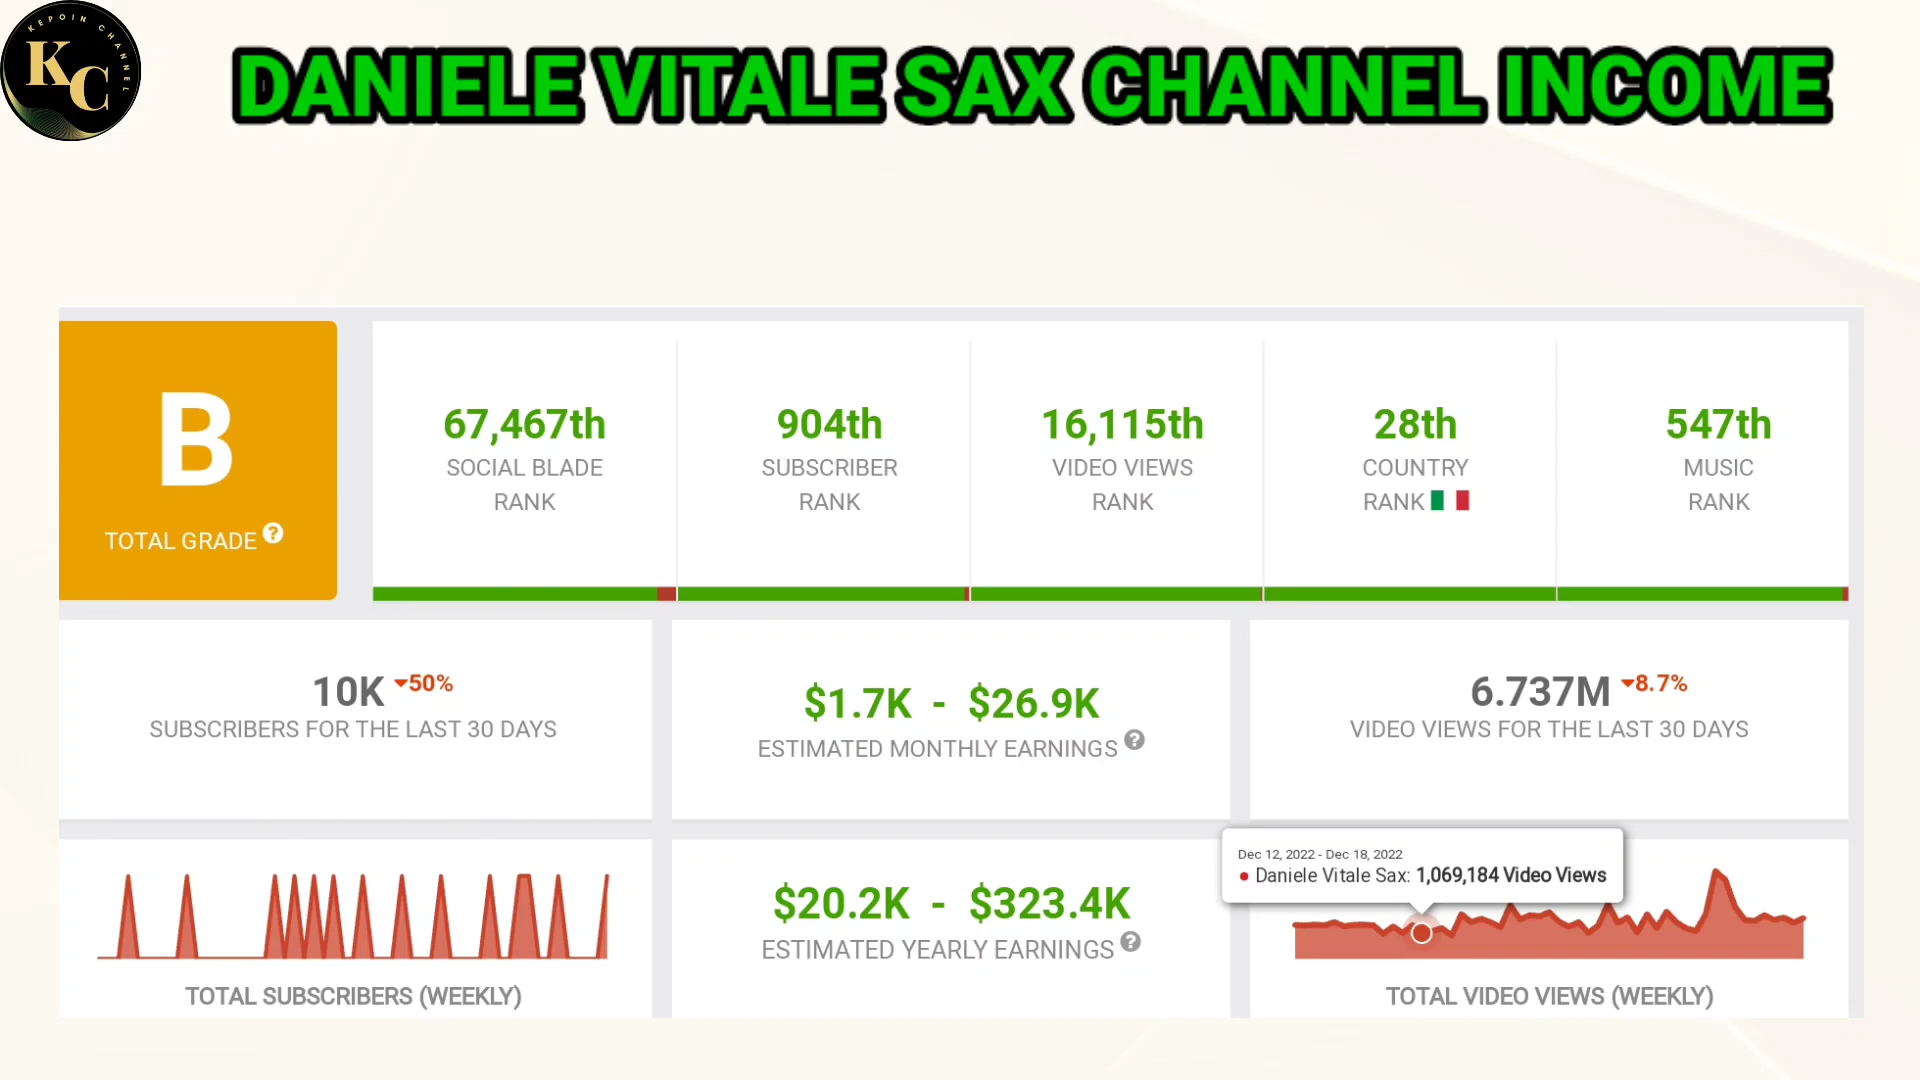 KEPOIN CHANNEL
KC
DANIELE VITALE SAX CHANNEL INCOME
B
TOTAL GRADE ?
67,467th
SOCIAL BLADE
RANK
904th
SUBSCRIBER
RANK
16,115th
VIDEO VIEWS
RANK
28th
COUNTRY
RANK
547th
MUSIC
RANK
10K 50%
SUBSCRIBERS FOR THE LAST 30 DAYS
$1.7K - $26.9K
ESTIMATED MONTHLY EARNINGS ?
6.737M 8.7%
VIDEO VIEWS FOR THE LAST 30 DAYS
TOTAL SUBSCRIBERS (WEEKLY)
$20.2K - $323.4K
ESTIMATED YEARLY EARNINGS ?
Dec 12, 2022 - Dec 18, 2022
Daniele Vitale Sax: 1,069,184 Video Views
TOTAL VIDEO VIEWS (WEEKLY)